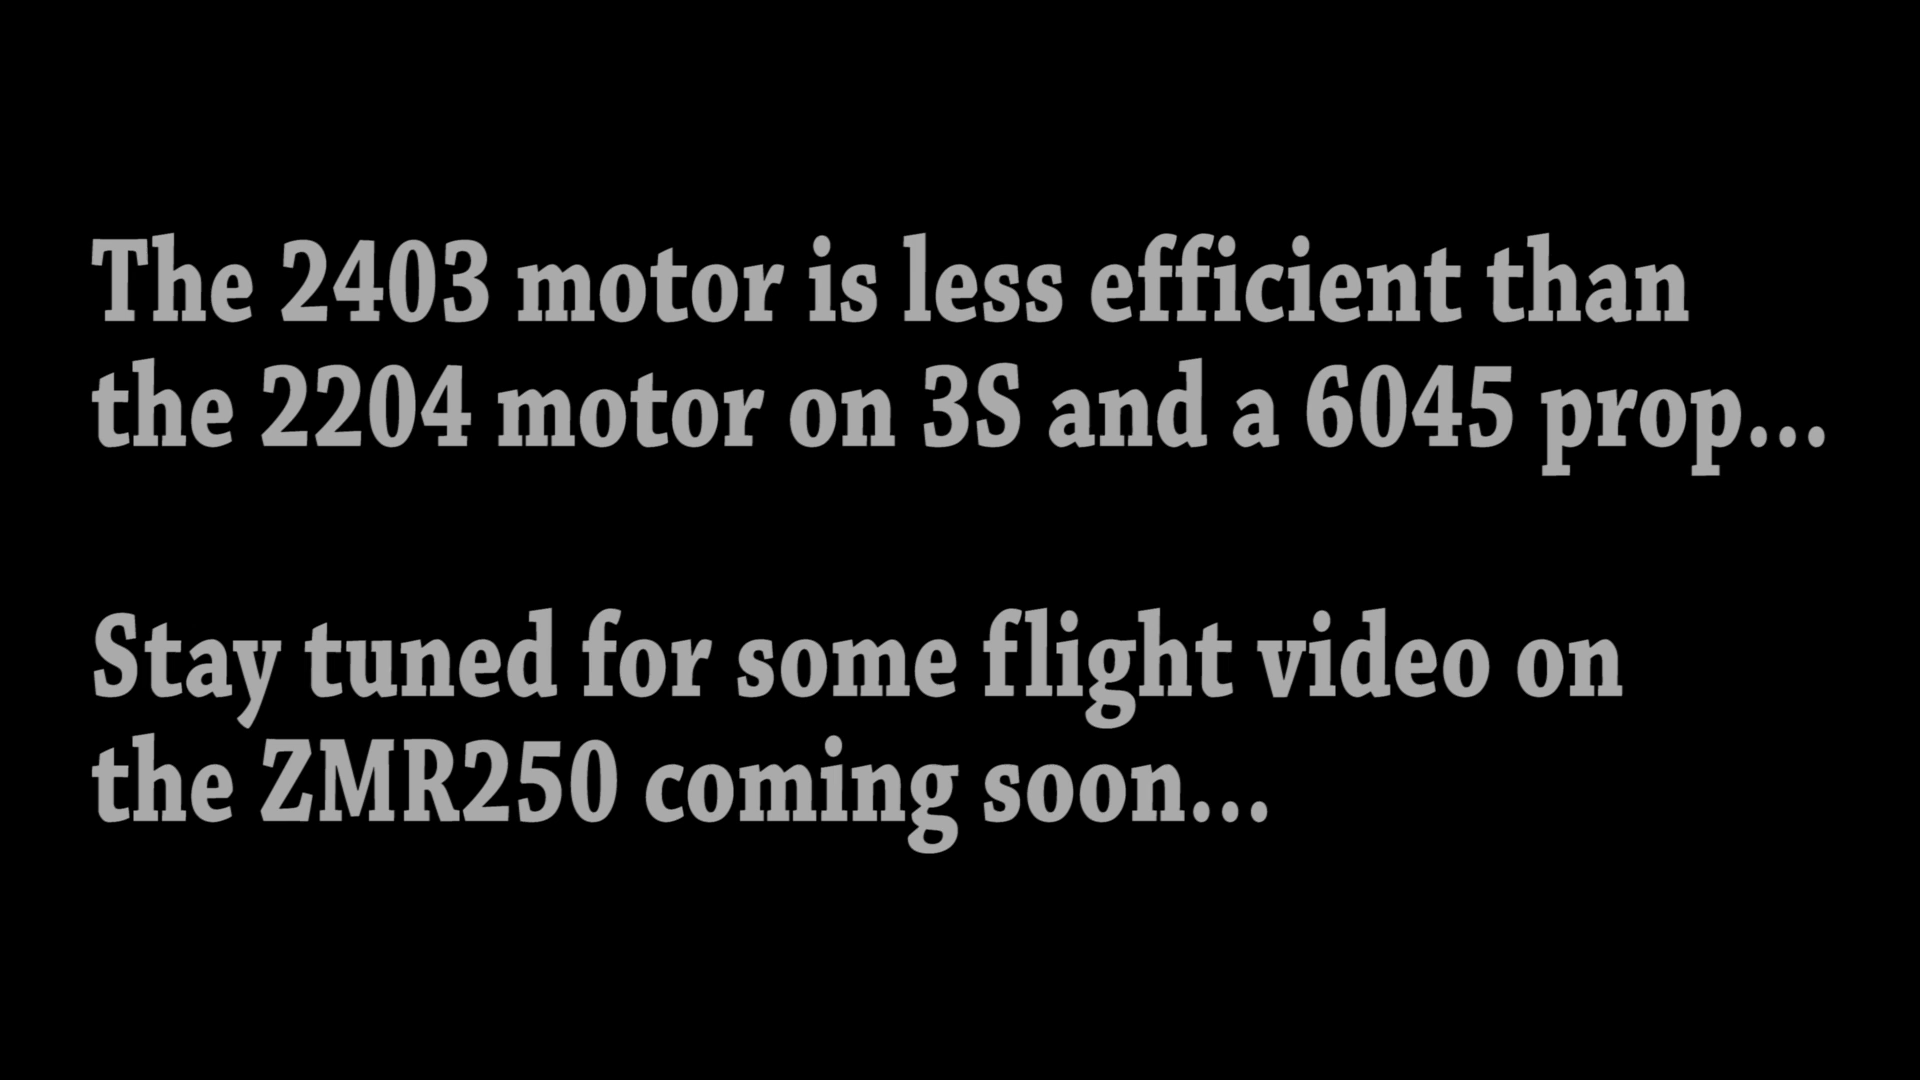 The 2403 motor is less efficient than
the 2204 motor on 3S and a 6045 prop...
Stay tuned for some flight video on
the ZMR250 coming soon...